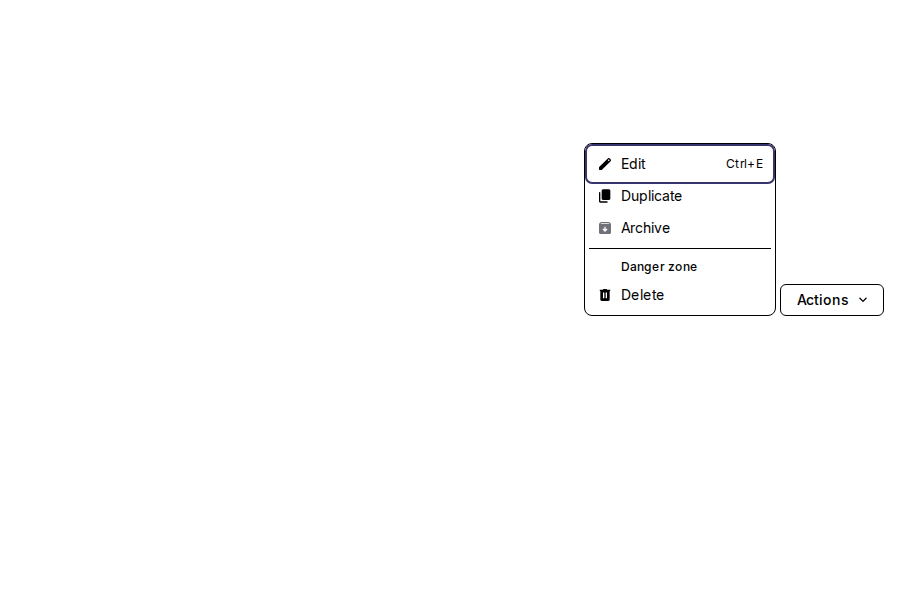 Edit Ctrl+E
Duplicate
Archive
Danger zone
Delete
Actions